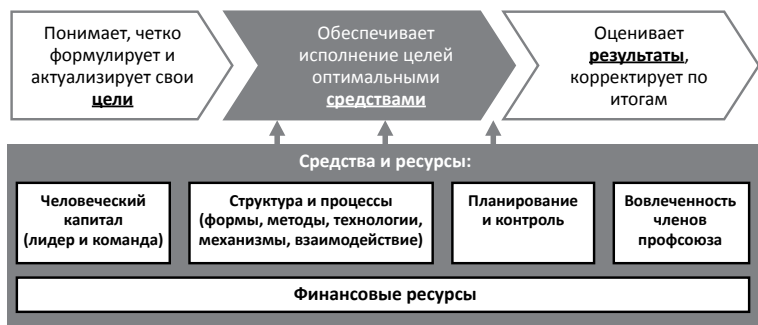 Понимает, четко
формулирует и
актуализирует свои
цели
Обеспечивает
исполнение целей
оптимальными
средствами
Оценивает
результаты,
корректирует по
итогам
Средства и ресурсы:
Человеческий
капитал
(лидер и команда)
Структура и процессы
(формы, методы, технологии,
механизмы, взаимодействие)
Планирование
и контроль
Вовлеченность
членов
профсоюза
Финансовые ресурсы